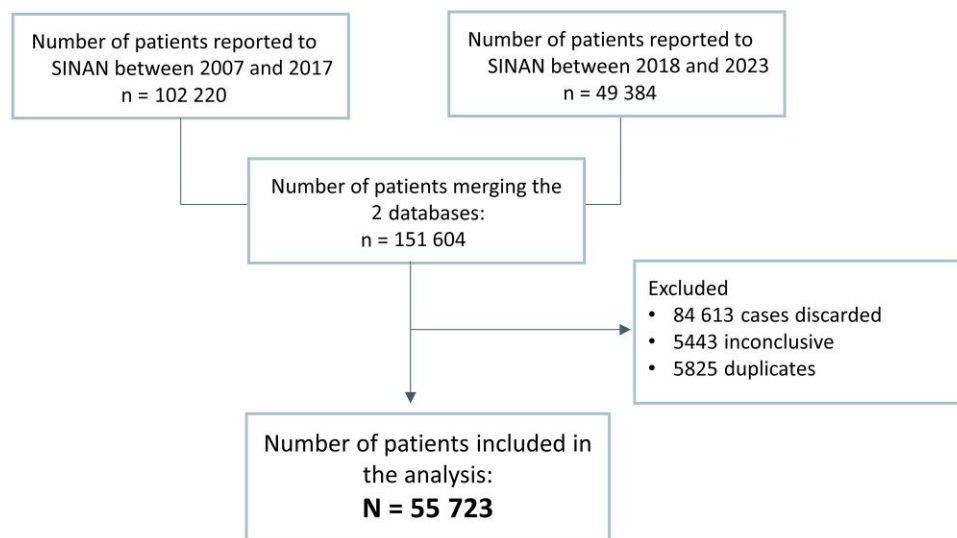 Number of patients reported to
SINAN between 2007 and 2017
n = 102 220
Number of patients reported to
SINAN between 2018 and 2023
n = 49 384
Number of patients merging the
2 databases:
n = 151 604
Excluded
• 84 613 cases discarded
• 5443 inconclusive
• 5825 duplicates
Number of patients included in
the analysis:
N = 55 723